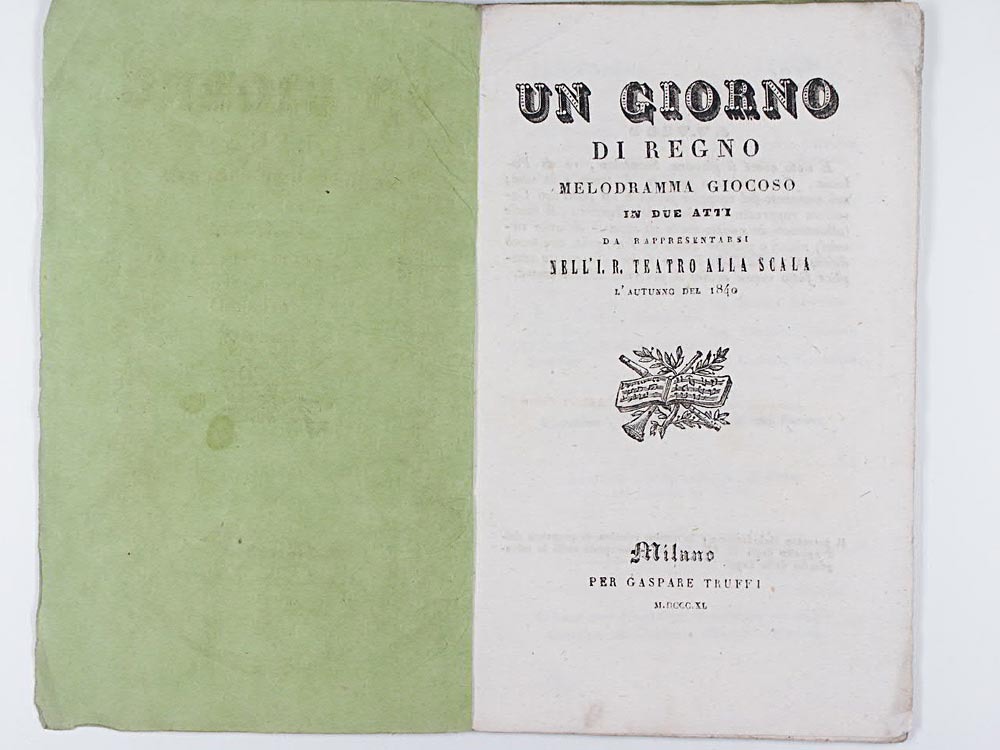 UN GIORNO
DI REGNO
MELODRAMMA GIOCOSO
IN DUE ATTI
DA RAPPRESENTARSI
NELL'I. R. TEATRO ALLA SCALA
L'AUTUNNO DEL 1840
Milano
PER GASPARE TRUFFI
M.DCCC.XL